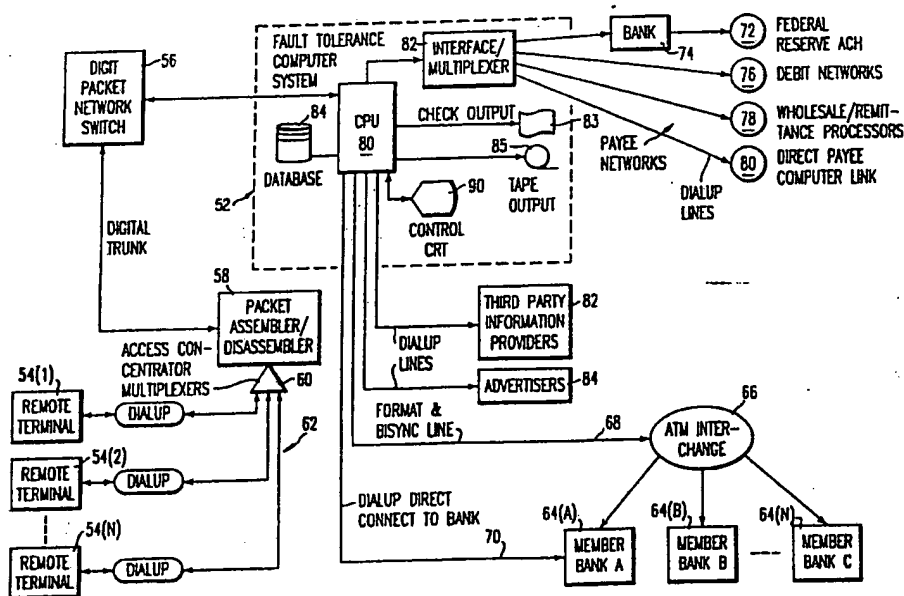 56
DIGIT
PACKET
NETWORK
SWITCH
FAULT TOLERANCE
COMPUTER
SYSTEM
82
INTERFACE/
MULTIPLEXER
BANK
74
72
FEDERAL
RESERVE ACH
76
DEBIT NETWORKS
78
WHOLESALE/REMIT-
TANCE PROCESSORS
80
DIRECT PAYEE
COMPUTER LINK
PAYEE
NETWORKS
DIALUP
LINES
84
DATABASE
CPU
80
CHECK OUTPUT
83
85
TAPE
OUTPUT
90
CONTROL
CRT
52
DIGITAL
TRUNK
58
PACKET
ASSEMBLER/
DISASSEMBLER
ACCESS CON-
CENTRATOR
MULTIPLEXERS
60
62
54(1)
REMOTE
TERMINAL
DIALUP
54(2)
REMOTE
TERMINAL
DIALUP
54(N)
REMOTE
TERMINAL
DIALUP
82
THIRD PARTY
INFORMATION
PROVIDERS
DIALUP
LINES
ADVERTISERS
84
FORMAT &
BISYNC LINE
68
66
ATM INTER-
CHANGE
DIALUP DIRECT
CONNECT TO BANK
70
64(A)
MEMBER
BANK A
64(B)
MEMBER
BANK B
64(N)
MEMBER
BANK C